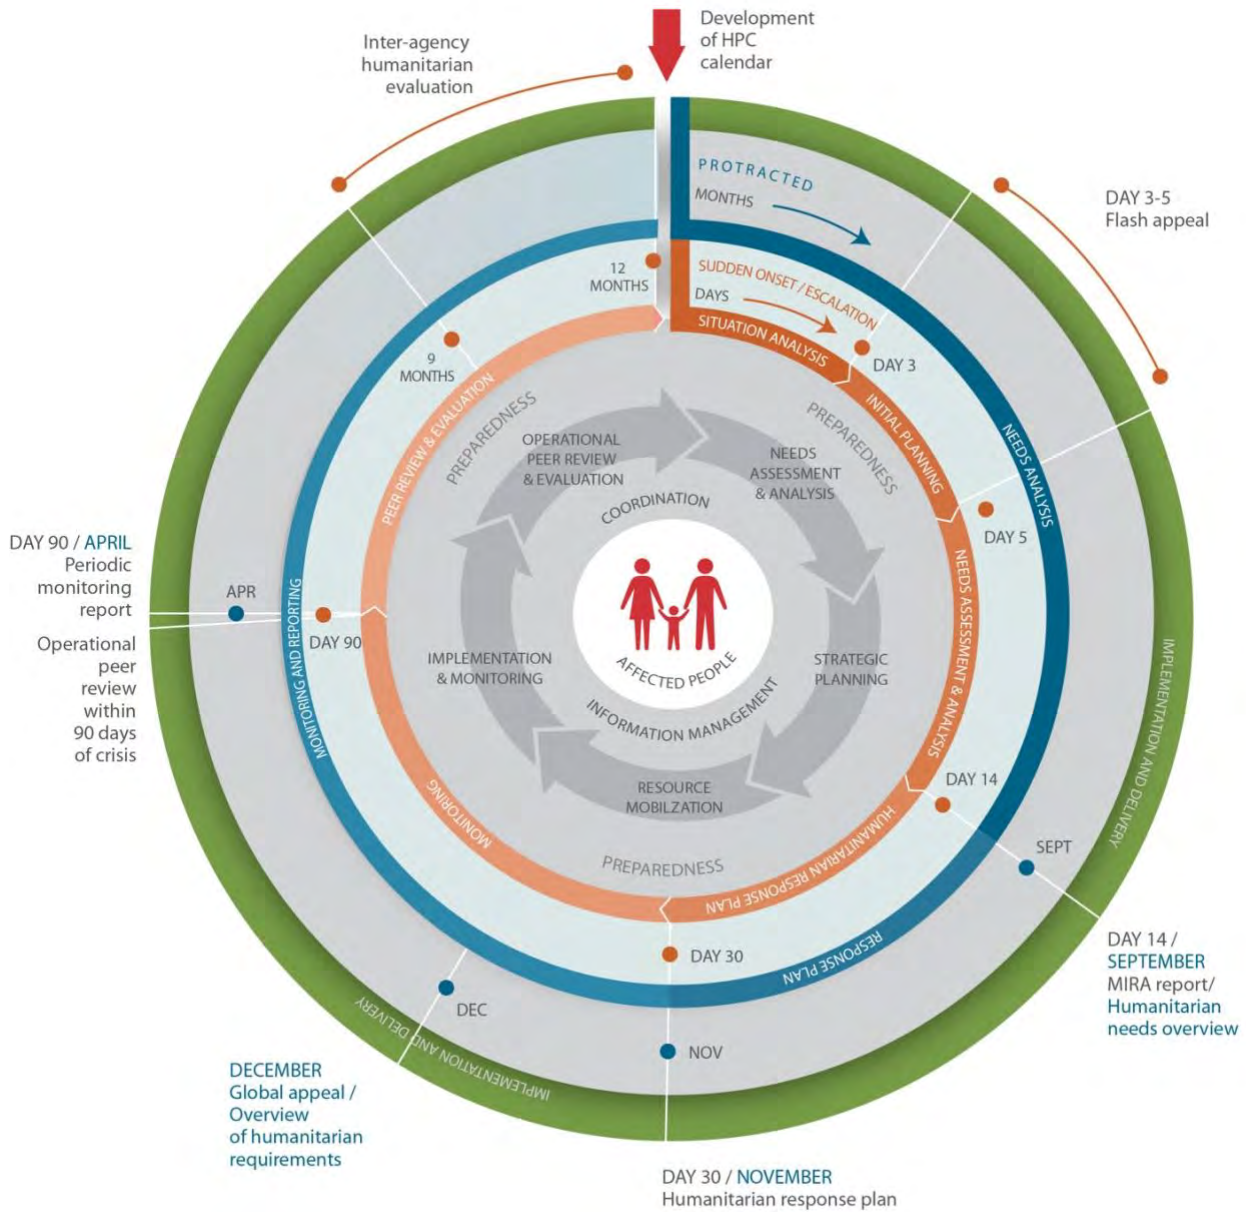 Development
of HPC
calendar
Inter-agency
humanitarian
evaluation
PROTRACTED
MONTHS
DAY 3-5
Flash appeal
SUDDEN ONSET / ESCALATION
DAYS
12
MONTHS
9
MONTHS
SITUATION ANALYSIS
DAY 3
INITIAL PLANNING
DAY 5
NEEDS ANALYSIS
NEEDS ASSESSMENT & ANALYSIS
DAY 14
SEPT
HUMANITARIAN RESPONSE PLAN
RESPONSE PLAN
DAY 30
NOV
MONITORING
DEC
MONITORING AND REPORTING
DAY 90
APR
PEER REVIEW & EVALUATION
PREPAREDNESS
PREPAREDNESS
PREPAREDNESS
OPERATIONAL
PEER REVIEW
& EVALUATION
NEEDS
ASSESSMENT
& ANALYSIS
STRATEGIC
PLANNING
RESOURCE
MOBILZATION
IMPLEMENTATION
& MONITORING
COORDINATION
AFFECTED PEOPLE
INFORMATION MANAGEMENT
IMPLEMENTATION AND DELIVERY
IMPLEMENTATION AND DELIVERY
DAY 90 / APRIL
Periodic
monitoring
report
Operational
peer
review
within
90 days
of crisis
DAY 14 /
SEPTEMBER
MIRA report/
Humanitarian
needs overview
DECEMBER
Global appeal /
Overview
of humanitarian
requirements
DAY 30 / NOVEMBER
Humanitarian response plan